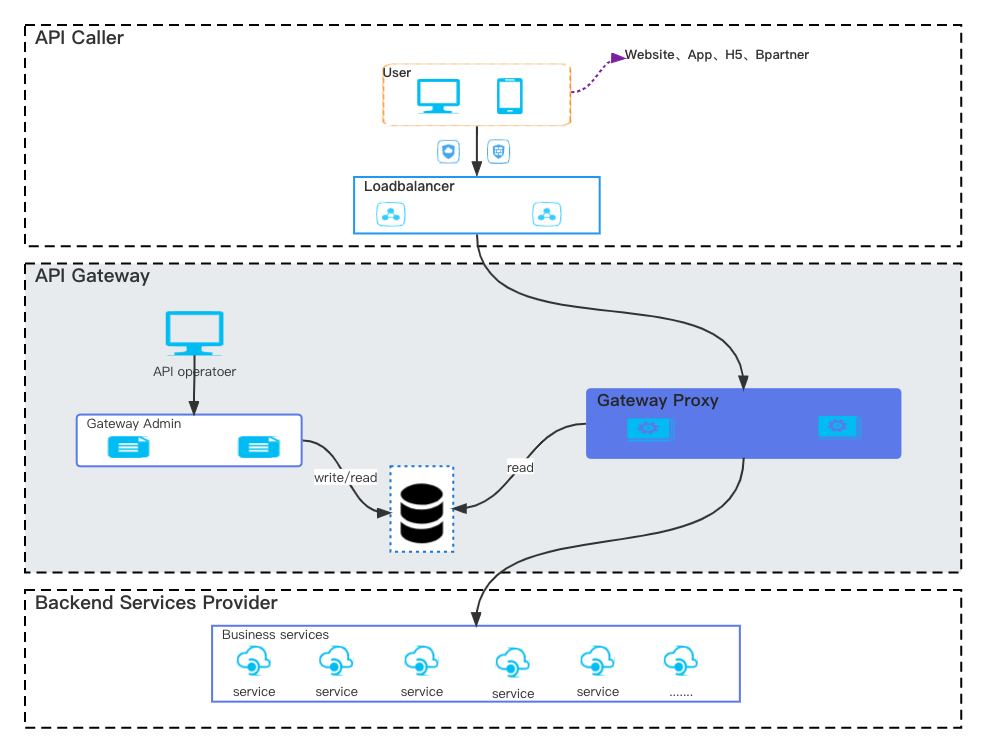 API Caller
Website、App、H5、Bpartner
User
Loadbalancer
API Gateway
API operatoer
Gateway Proxy
Gateway Admin
write/read
read
Backend Services Provider
Business services
service
service
service
service
service
.......